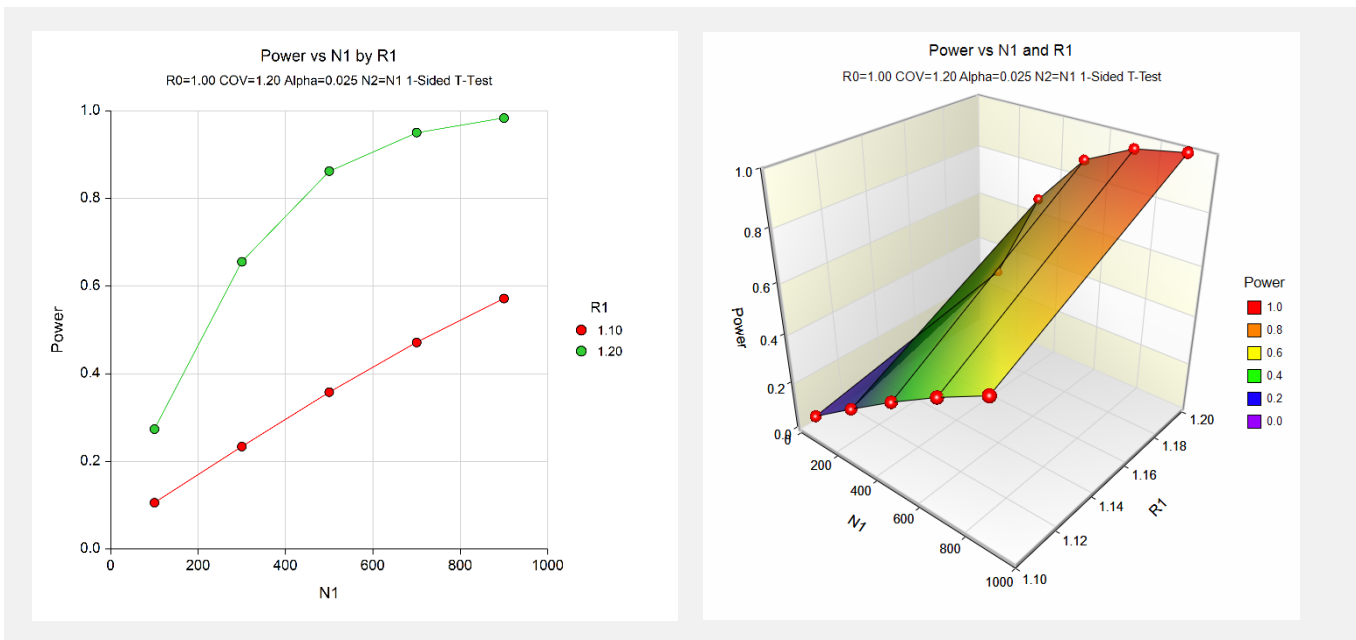 Power vs N1 by R1
R0=1.00 COV=1.20 Alpha=0.025 N2=N1 1-Sided T-Test
1.0
0.8
0.6
0.4
0.2
0.0
Power
0 200 400 600 800 1000
N1
R1
1.10
1.20
Power vs N1 and R1
R0=1.00 COV=1.20 Alpha=0.025 N2=N1 1-Sided T-Test
1.0
0.8
0.6
0.4
0.2
0.0
Power
0
200
400
600
800
1000
N1
1.10
1.12
1.14
1.16
1.18
1.20
R1
Power
1.0
0.8
0.6
0.4
0.2
0.0